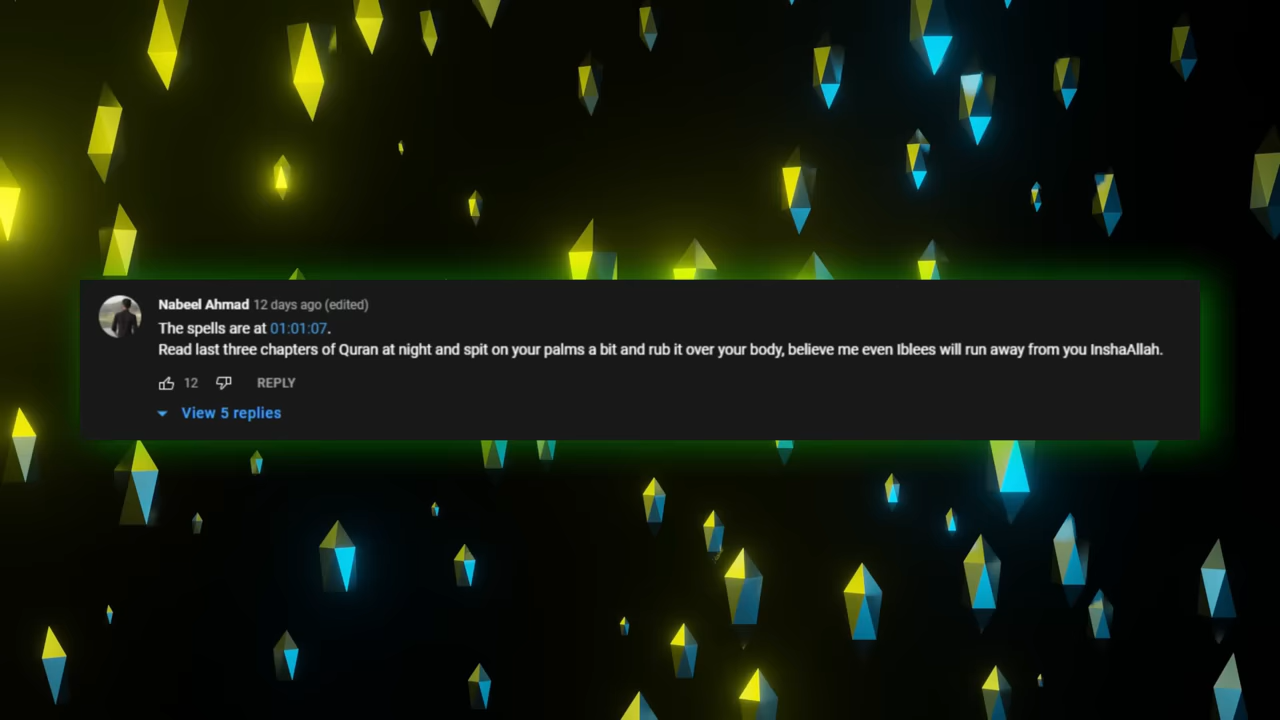 Nabeel Ahmad 12 days ago (edited)
The spells are at 01:01:07.
Read last three chapters of Quran at night and spit on your palms a bit and rub it over your body, believe me even Iblees will run away from you InshaAllah.
12 REPLY
View 5 replies